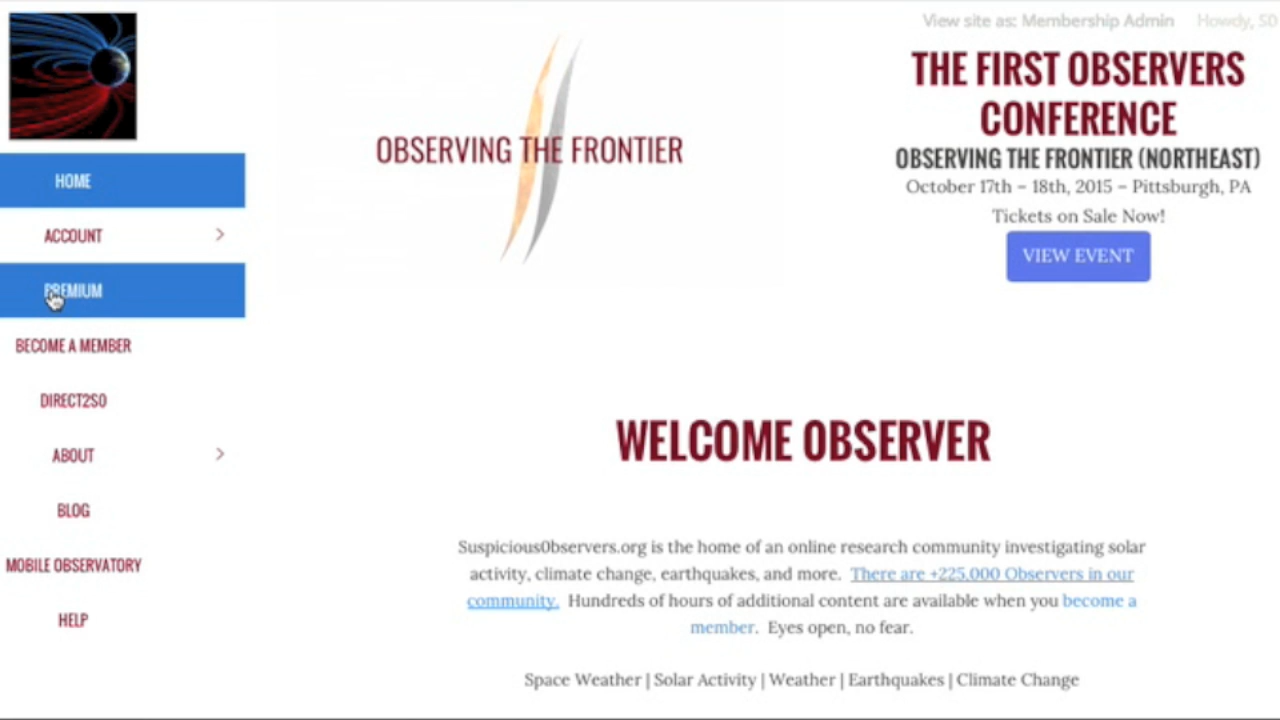 View site as: Membership Admin Howdy, S0
THE FIRST OBSERVERS
CONFERENCE
OBSERVING THE FRONTIER (NORTHEAST)
October 17th – 18th, 2015 – Pittsburgh, PA
Tickets on Sale Now!
VIEW EVENT
OBSERVING THE FRONTIER
HOME
ACCOUNT
PREMIUM
BECOME A MEMBER
DIRECT2S0
ABOUT
BLOG
MOBILE OBSERVATORY
HELP
WELCOME OBSERVER
Suspicious0bservers.org is the home of an online research community investigating solar
activity, climate change, earthquakes, and more. There are +225,000 Observers in our
community. Hundreds of hours of additional content are available when you become a
member. Eyes open, no fear.
Space Weather | Solar Activity | Weather | Earthquakes | Climate Change